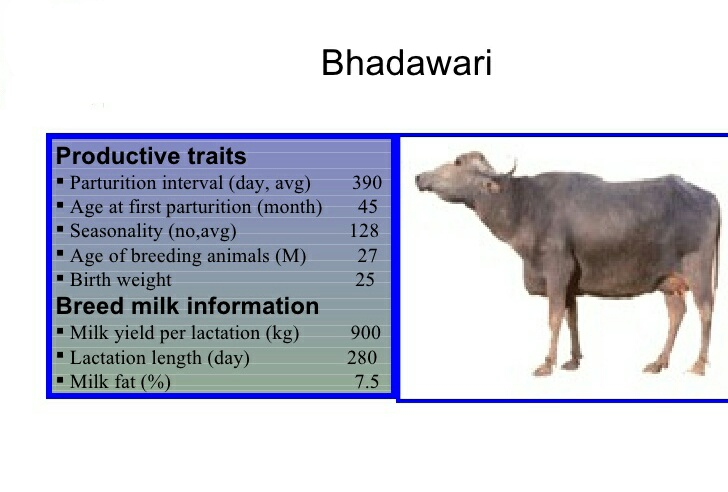 Bhadawari
Productive traits
▪ Parturition interval (day, avg) 390
▪ Age at first parturition (month) 45
▪ Seasonality (no,avg) 128
▪ Age of breeding animals (M) 27
▪ Birth weight 25
Breed milk information
▪ Milk yield per lactation (kg) 900
▪ Lactation length (day) 280
▪ Milk fat (%) 7.5